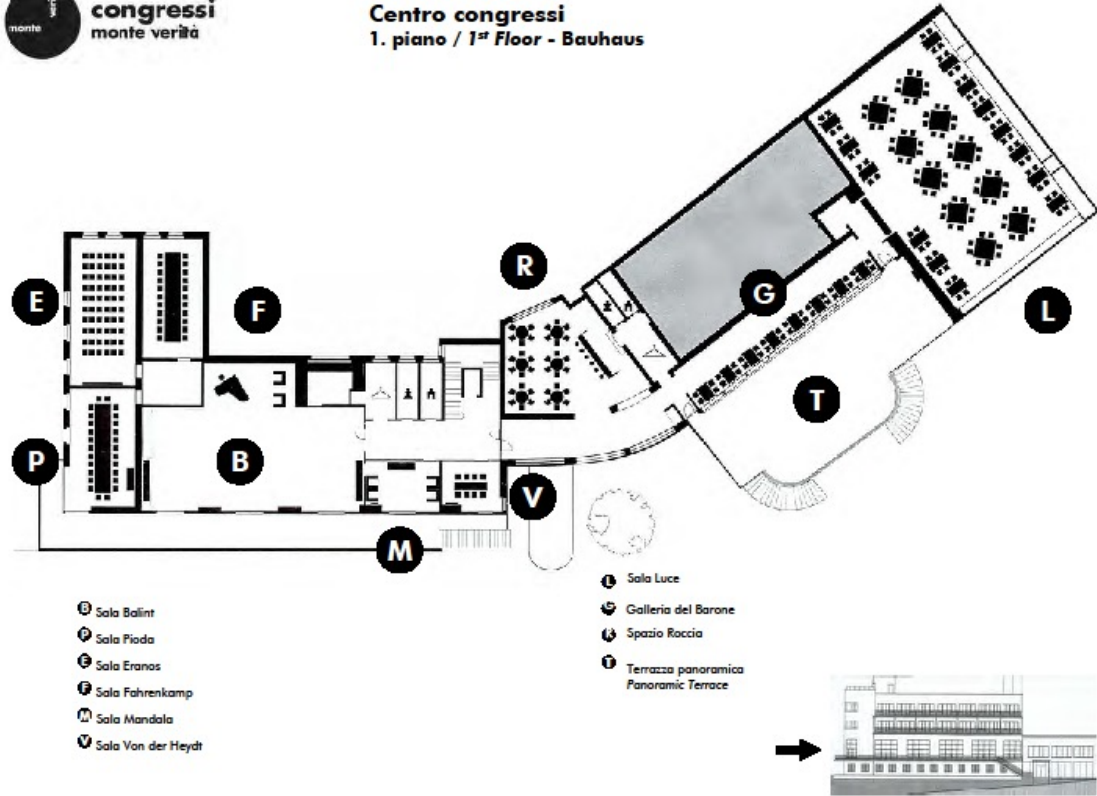 congressi
monte verità
monte
Centro congressi
1. piano / 1st Floor - Bauhaus
R
E
F
G
L
T
P
B
V
M
B Sala Balint
P Sala Pioda
E Sala Eranos
F Sala Fahrenkamp
M Sala Mandala
V Sala Von der Heydt
L Sala Luce
G Galleria del Barone
R Spazio Roccia
T Terrazza panoramica
Panoramic Terrace